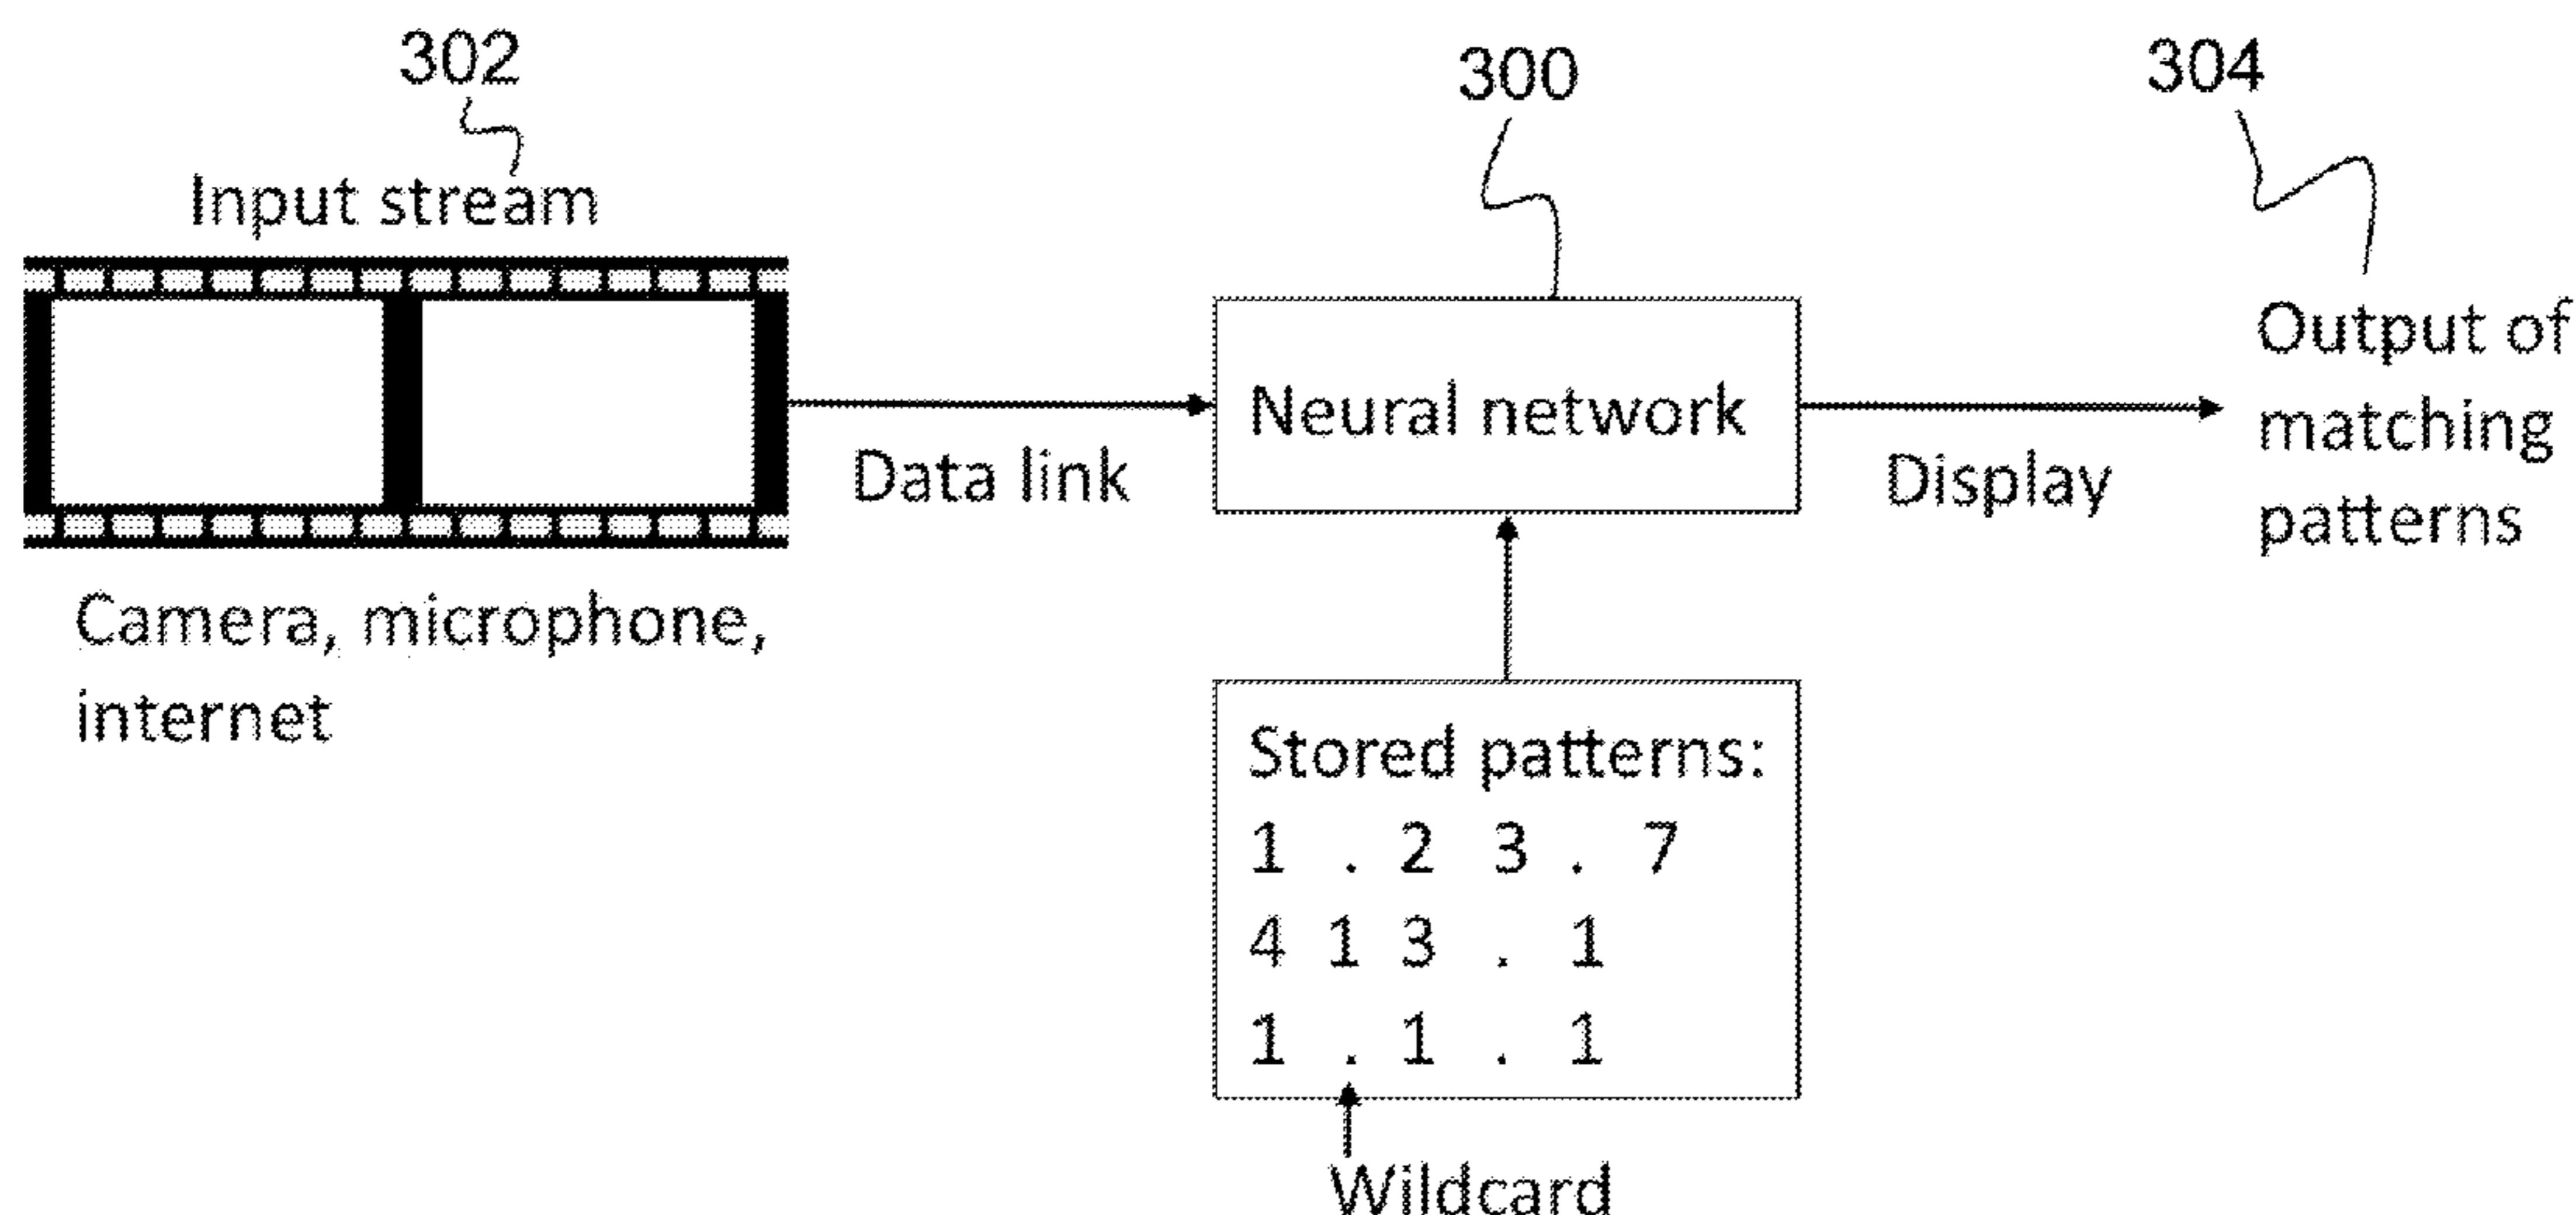 302
300
304
Input stream
Neural network
Data link
Display
Output of
matching
patterns
Camera, microphone,
internet
Stored patterns:
1 . 2 3 . 7
4 1 3 . 1
1 . 1 . 1
Wildcard